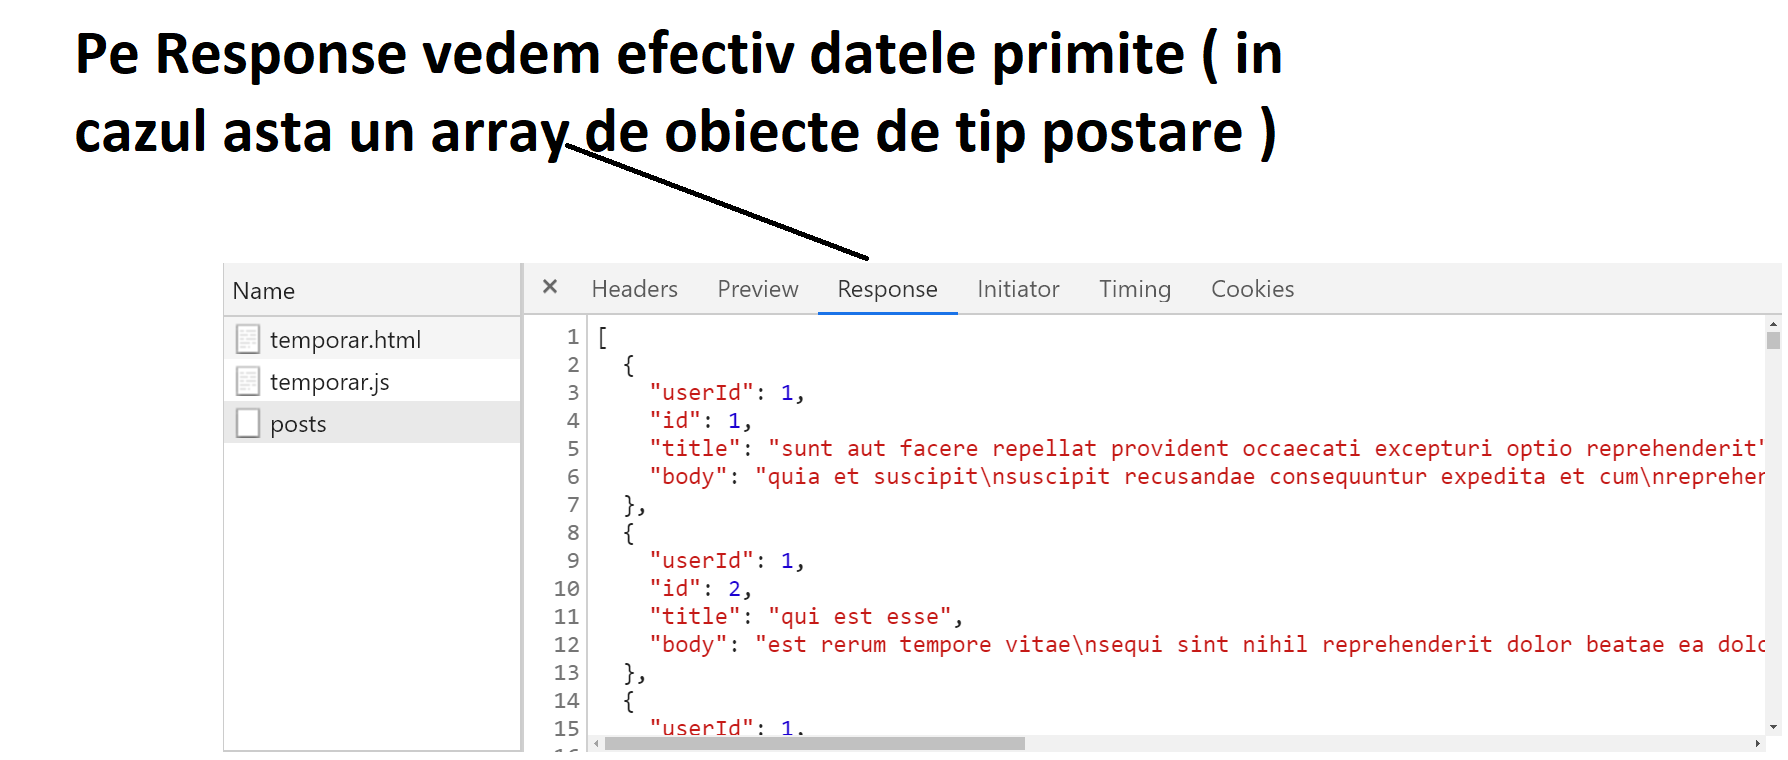 Pe Response vedem efectiv datele primite ( in
cazul asta un array de obiecte de tip postare )
Name
temporar.html
temporar.js
posts
× Headers Preview Response Initiator Timing Cookies
1 [
2 {
3 "userId": 1,
4 "id": 1,
5 "title": "sunt aut facere repellat provident occaecati excepturi optio reprehenderit"
6 "body": "quia et suscipit\nsuscipit recusandae consequuntur expedita et cum\nreprehen
7 },
8 {
9 "userId": 1,
10 "id": 2,
11 "title": "qui est esse",
12 "body": "est rerum tempore vitae\nsequi sint nihil reprehenderit dolor beatae ea dolo
13 },
14 {
15 "userId": 1,